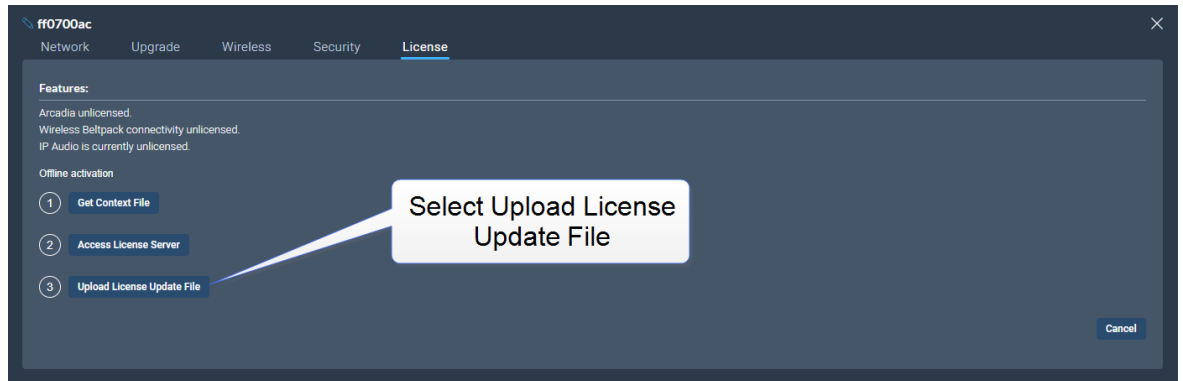 ff0700ac
Network Upgrade Wireless Security License
Features:
Arcadia unlicensed.
Wireless Beltpack connectivity unlicensed.
IP Audio is currently unlicensed.
Offline activation
1 Get Context File
2 Access License Server
3 Upload License Update File
Select Upload License
Update File
Cancel